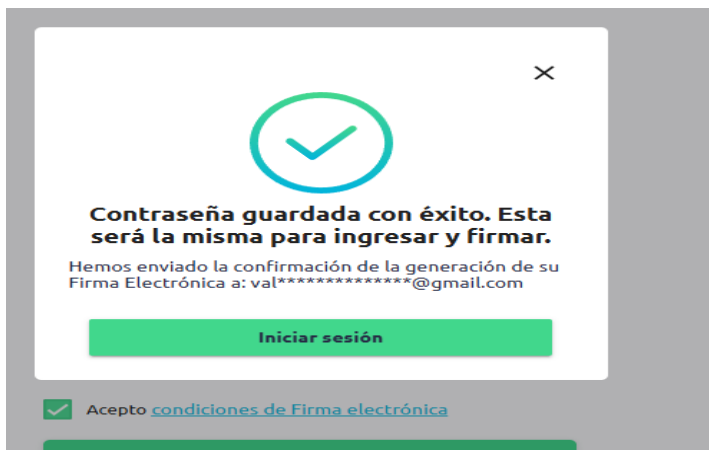 Contraseña guardada con éxito. Esta
será la misma para ingresar y firmar.
Hemos enviado la confirmación de la generación de su
Firma Electrónica a: val**************@gmail.com
Iniciar sesión
Acepto condiciones de Firma electrónica